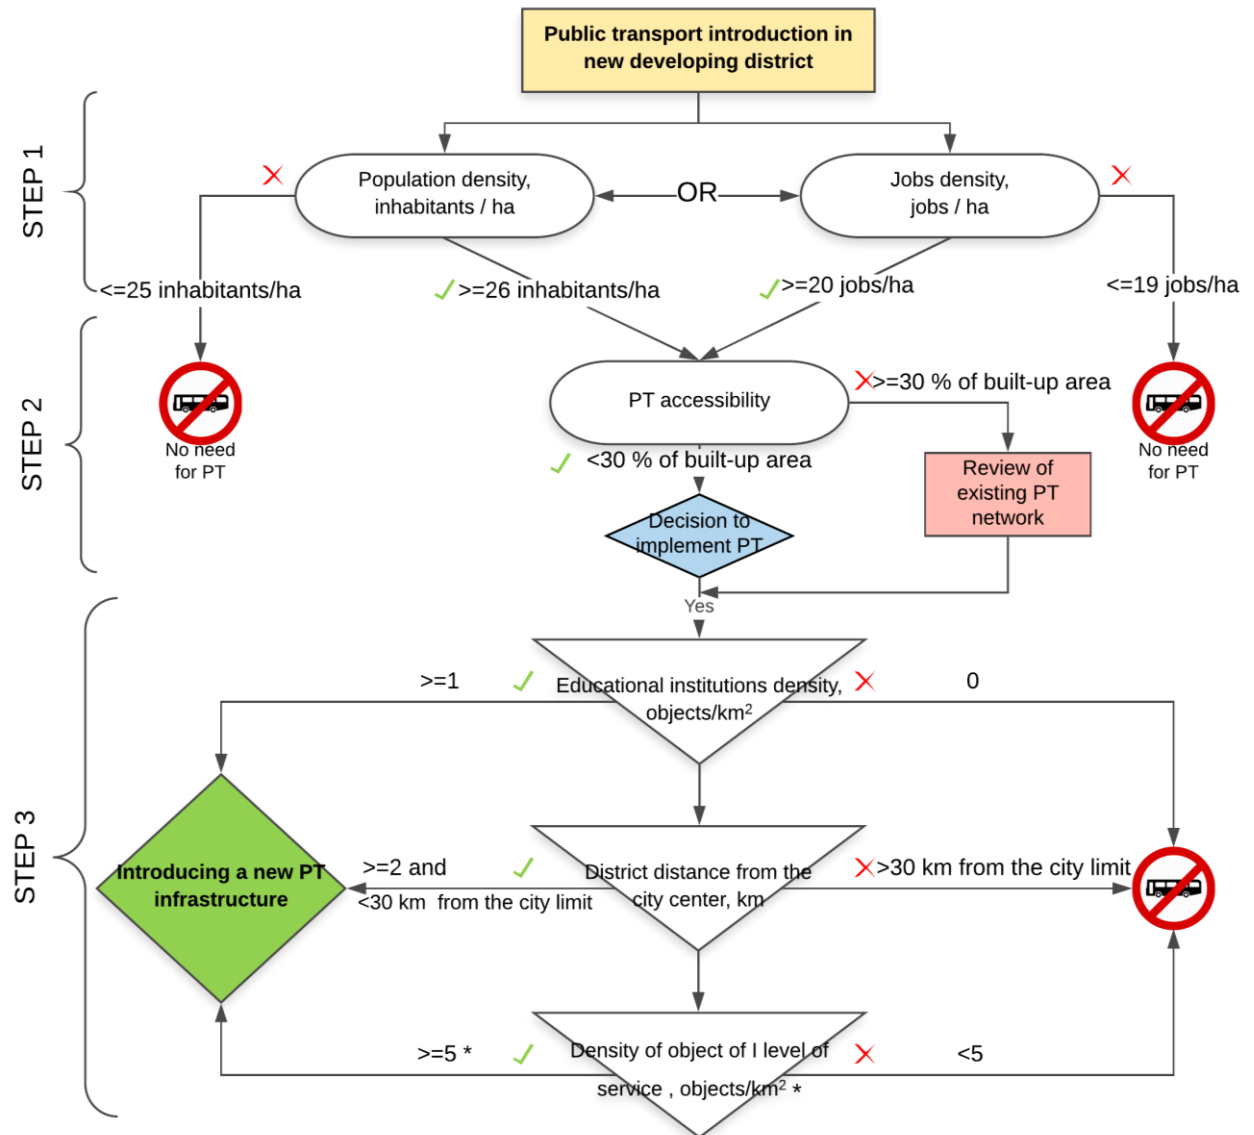 Public transport introduction in
new developing district
STEP 1
Population density,
inhabitants / ha
OR
Jobs density,
jobs / ha
<=25 inhabitants/ha
>=26 inhabitants/ha
>=20 jobs/ha
<=19 jobs/ha
STEP 2
No need
for PT
PT accessibility
>=30 % of built-up area
No need
for PT
<30 % of built-up area
Review of
existing PT
network
Decision to
implement PT
Yes
STEP 3
>=1
Educational institutions density,
objects/km²
0
Introducing a new PT
infrastructure
>=2 and
<30 km from the city limit
District distance from the
city center, km
>30 km from the city limit
>=5 *
Density of object of I level of
service , objects/km² *
<5